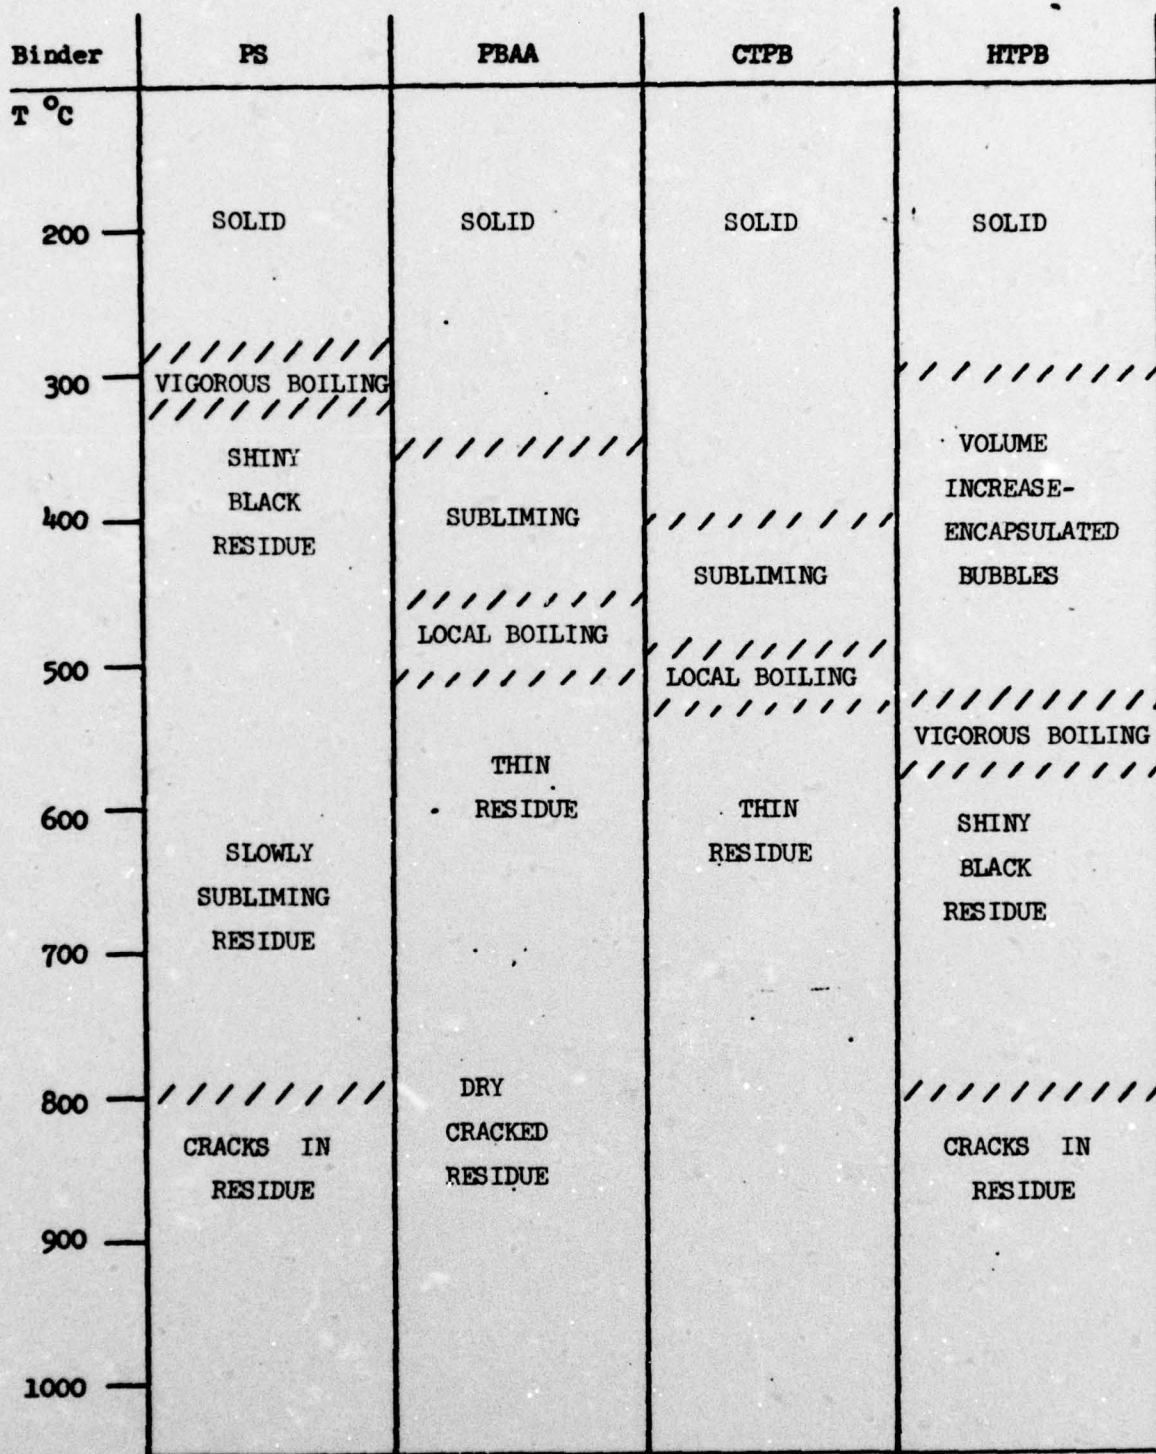 Binder PS PBAA CTPB HTPB
T °C
SOLID SOLID SOLID SOLID
200
300 VIGOROUS BOILING
SHINY
BLACK
RESIDUE
400
SLOWLY
SUBLIMING
RESIDUE
CRACKS IN
RESIDUE
SUBLIMING
LOCAL BOILING
500
THIN
RESIDUE
600
DRY
CRACKED
RESIDUE
SUBLIMING
LOCAL BOILING
THIN
RESIDUE
VOLUME
INCREASE-
ENCAPSULATED
BUBBLES
VIGOROUS BOILING
SHINY
BLACK
RESIDUE
700
800
CRACKS IN
RESIDUE
900
1000